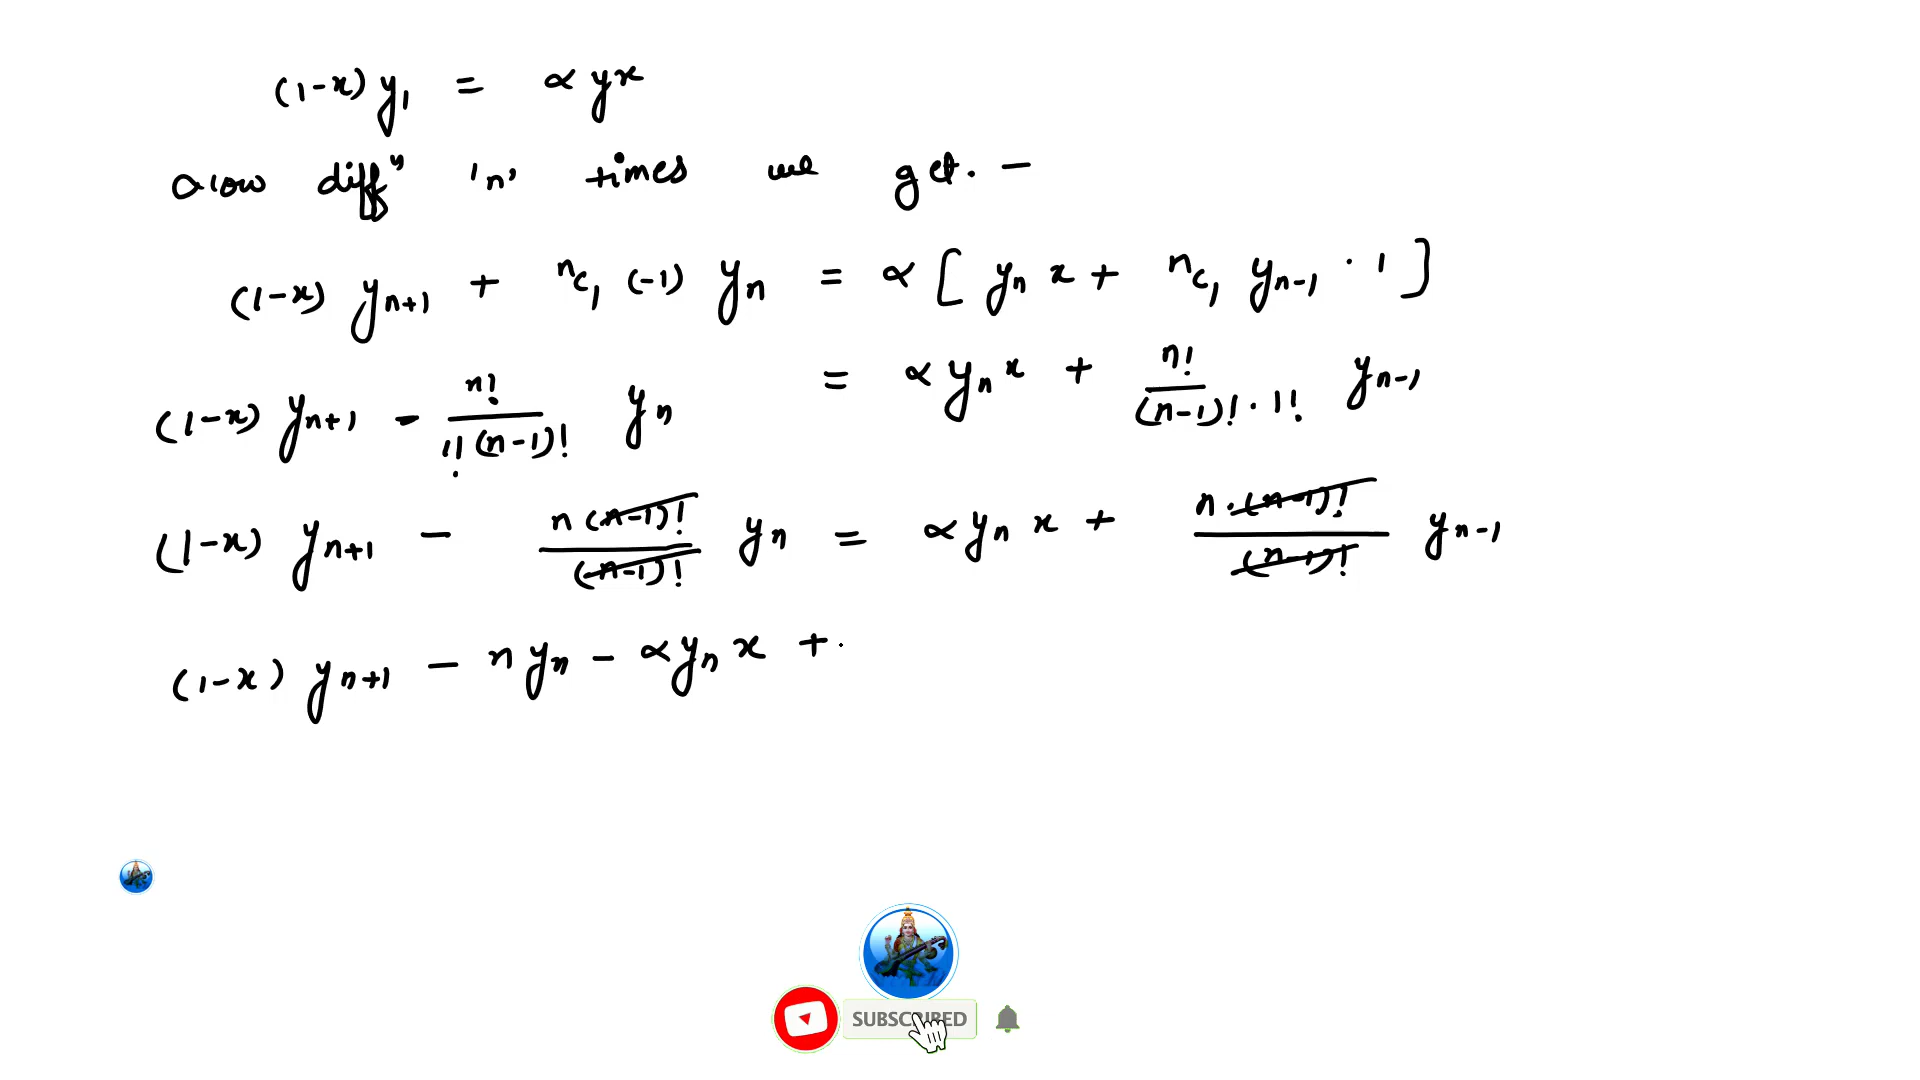 (1-x) y₁ = α y x
Now diffⁿ 'n' times we get. -
(1-x) yₙ₊₁ + ⁿc₁ (-1) yₙ = α [ yₙ x + ⁿc₁ yₙ₋₁ · 1 ]
(1-x) yₙ₊₁ - n!/(1!(n-1)!) yₙ = α yₙ x + n!/((n-1)!·1!) yₙ₋₁
(1-x) yₙ₊₁ - n(n-1)!/(n-1)! yₙ = α yₙ x + n·(n-1)!/(n-1)! yₙ₋₁
(1-x) yₙ₊₁ - n yₙ - α yₙ x +
SUBSCRIBED